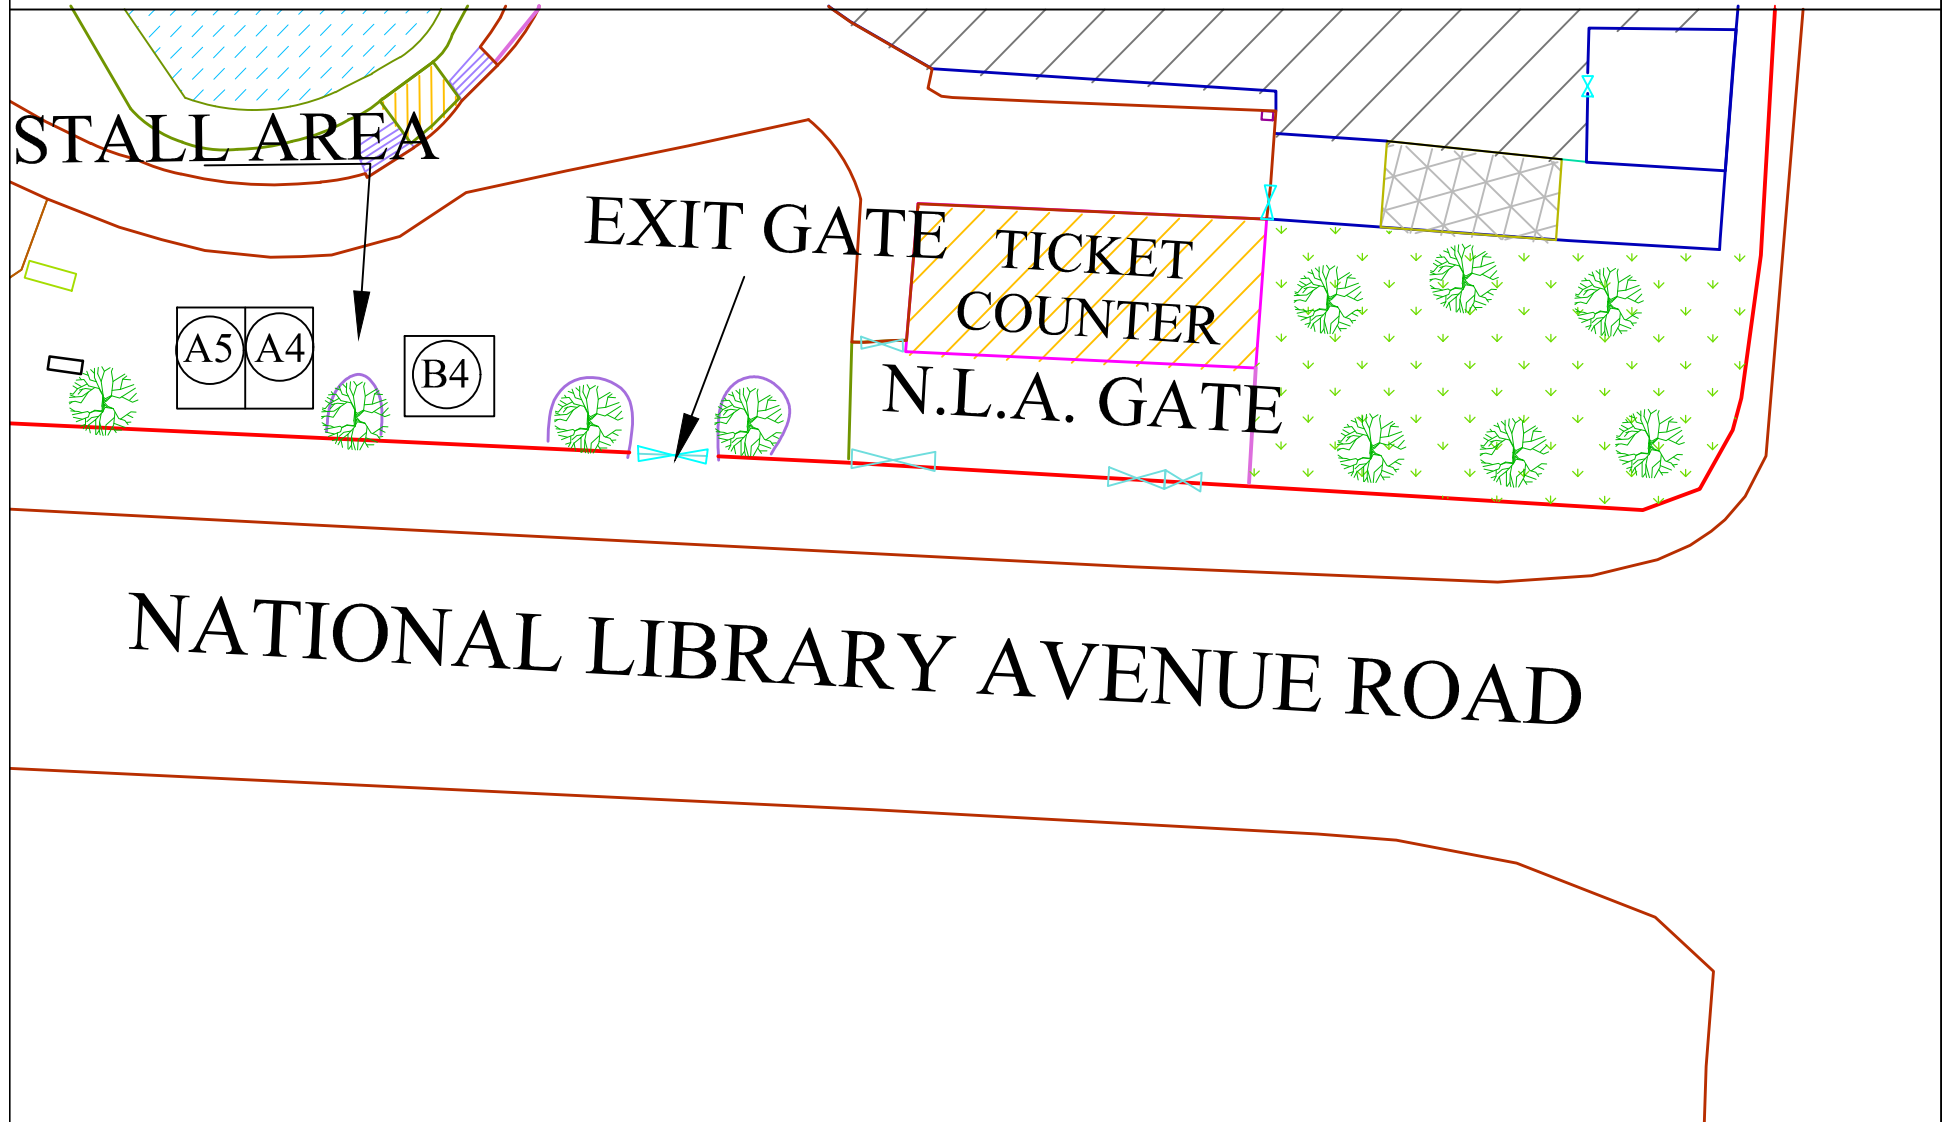 STALL AREA
EXIT GATE
TICKET
COUNTER
A5
A4
B4
N.L.A. GATE
NATIONAL LIBRARY AVENUE ROAD